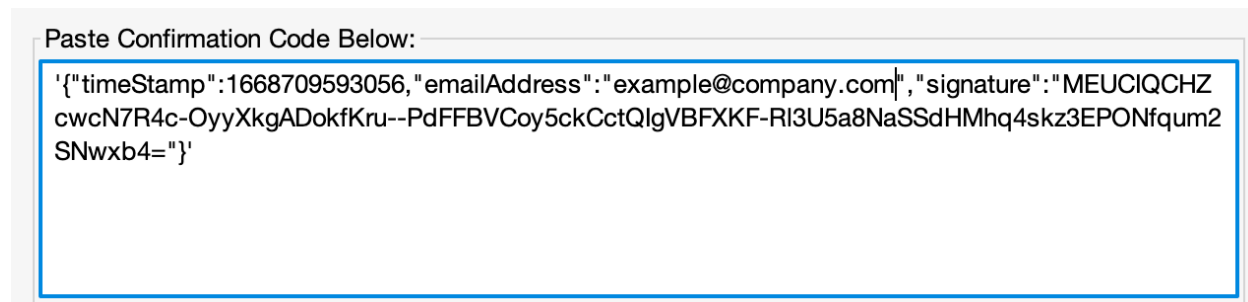 Paste Confirmation Code Below:
'{"timeStamp":1668709593056,"emailAddress":"example@company.com","signature":"MEUCIQCHZ
cwcN7R4c-OyyXkgADokfKru--PdFFBVCoy5ckCctQIgVBFXKF-Rl3U5a8NaSSdHMhq4skz3EPONfqum2
SNwxb4="}'